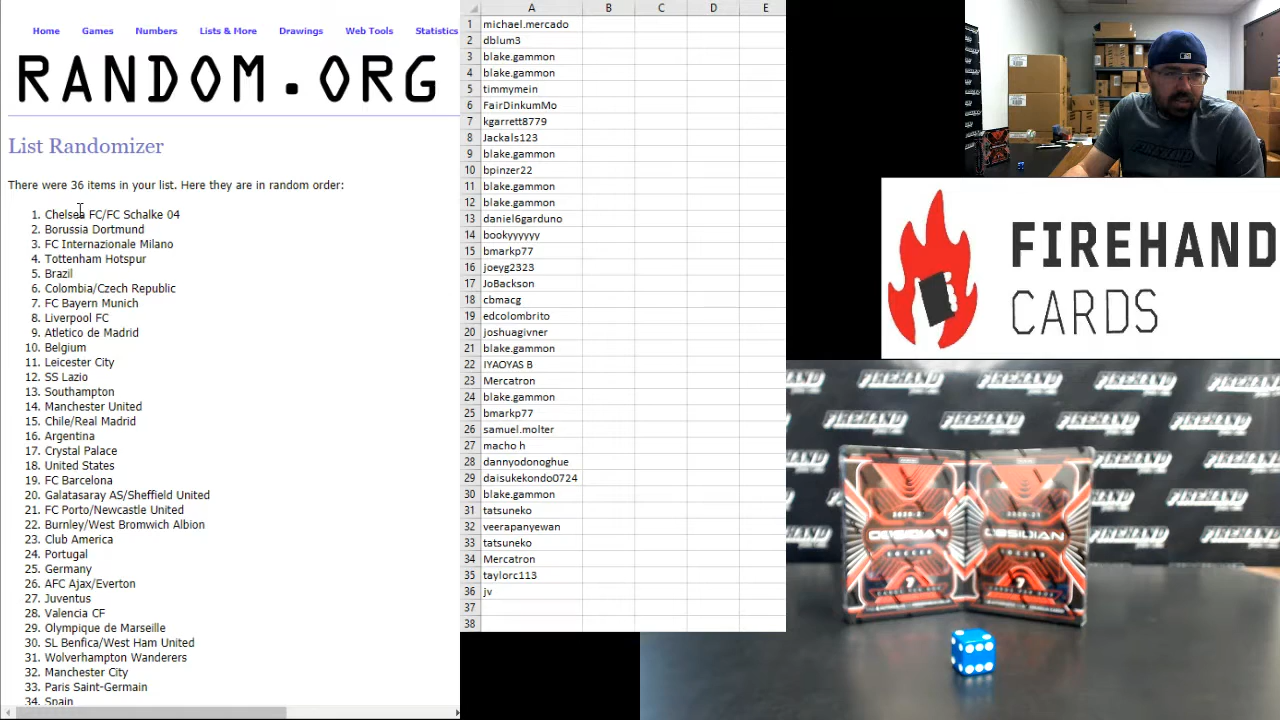 Home Games Numbers Lists & More Drawings Web Tools Statistics
RANDOM.ORG
List Randomizer
There were 36 items in your list. Here they are in random order:
1. Chelsea FC/FC Schalke 04
2. Borussia Dortmund
3. FC Internazionale Milano
4. Tottenham Hotspur
5. Brazil
6. Colombia/Czech Republic
7. FC Bayern Munich
8. Liverpool FC
9. Atletico de Madrid
10. Belgium
11. Leicester City
12. SS Lazio
13. Southampton
14. Manchester United
15. Chile/Real Madrid
16. Argentina
17. Crystal Palace
18. United States
19. FC Barcelona
20. Galatasaray AS/Sheffield United
21. FC Porto/Newcastle United
22. Burnley/West Bromwich Albion
23. Club America
24. Portugal
25. Germany
26. AFC Ajax/Everton
27. Juventus
28. Valencia CF
29. Olympique de Marseille
30. SL Benfica/West Ham United
31. Wolverhampton Wanderers
32. Manchester City
33. Paris Saint-Germain
34. Spain
A B C D E
1 michael.mercado
2 dblum3
3 blake.gammon
4 blake.gammon
5 timmymein
6 FairDinkumMo
7 kgarrett8779
8 Jackals123
9 blake.gammon
10 bpinzer22
11 blake.gammon
12 blake.gammon
13 daniel6garduno
14 bookyyyyyy
15 bmarkp77
16 joeyg2323
17 JoBackson
18 cbmacg
19 edcolombrito
20 joshuagivner
21 blake.gammon
22 IYAOYAS B
23 Mercatron
24 blake.gammon
25 bmarkp77
26 samuel.molter
27 macho h
28 dannyodonoghue
29 daisukekondo0724
30 blake.gammon
31 tatsuneko
32 veerapanyewan
33 tatsuneko
34 Mercatron
35 taylorc113
36 jv
37
38
FIREHAND
CARDS
FIREHAND
OBSIDIAN
SOCCER
7
2020-21
OBSIDIAN
SOCCER
7